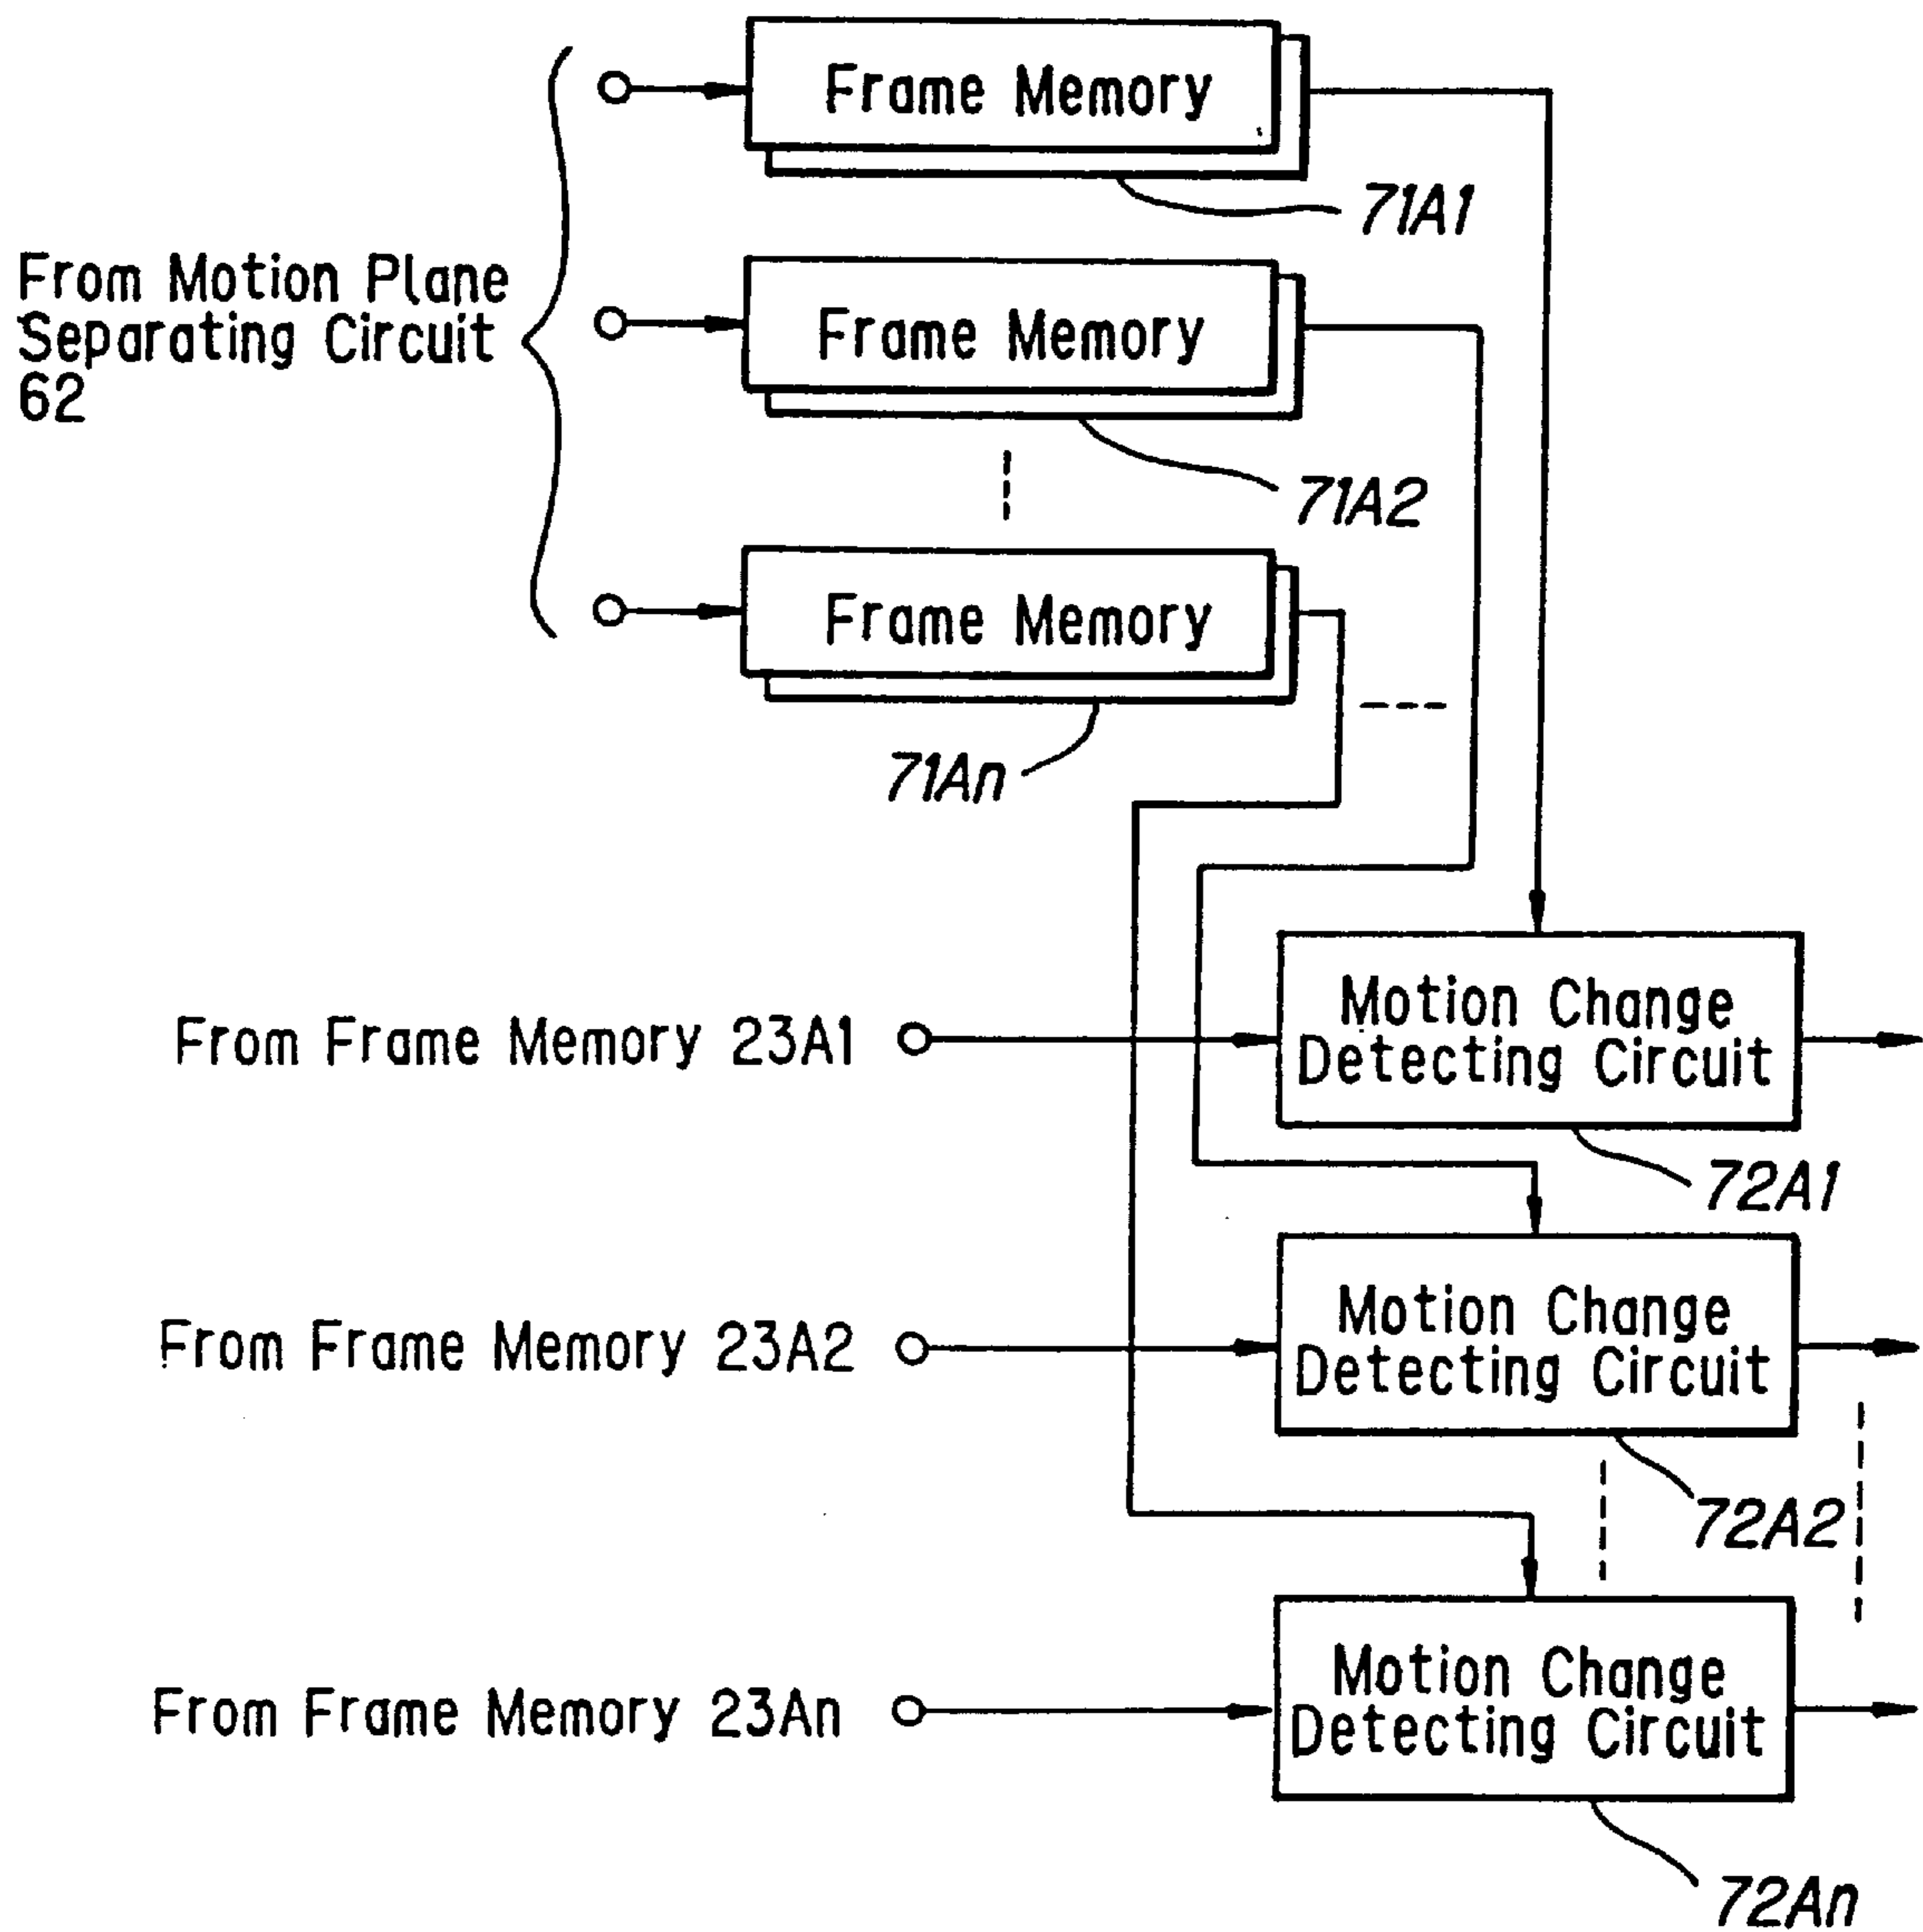 Frame Memory
71A1
From Motion Plane
Separating Circuit
62
Frame Memory
71A2
Frame Memory
71An
From Frame Memory 23A1
Motion Change
Detecting Circuit
72A1
From Frame Memory 23A2
Motion Change
Detecting Circuit
72A2
From Frame Memory 23An
Motion Change
Detecting Circuit
72An